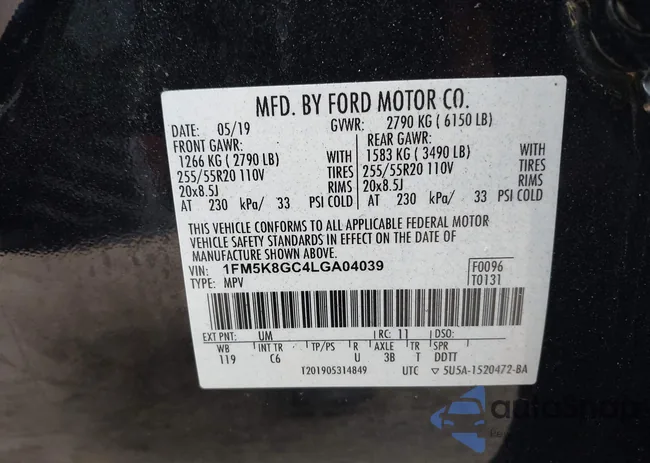 MFD. BY FORD MOTOR CO.
DATE: 05/19 GVWR: 2790 KG ( 6150 LB)
FRONT GAWR: REAR GAWR:
1266 KG ( 2790 LB) WITH 1583 KG ( 3490 LB) WITH
255/55R20 110V TIRES 255/55R20 110V TIRES
20x8.5J RIMS 20x8.5J RIMS
AT 230 kPa/ 33 PSI COLD AT 230 kPa/ 33 PSI COLD
THIS VEHICLE CONFORMS TO ALL APPLICABLE FEDERAL MOTOR
VEHICLE SAFETY STANDARDS IN EFFECT ON THE DATE OF
MANUFACTURE SHOWN ABOVE.
VIN: 1FM5K8GC4LGA04039 F0096
TYPE: MPV T0131
EXT PNT: UM RC: 11 DSO:
WB INT TR TP/PS R AXLE TR SPR
119 C6 U 3B T DDTT
T201905314849 UTC ▽ 5U5A-1520472-BA